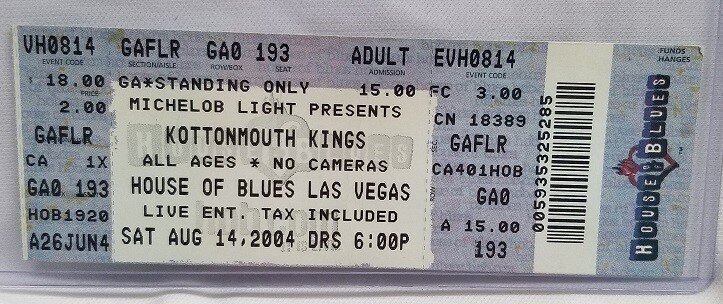 VH0814 GAFLR GA0 193 ADULT EVH0814
EVENT CODE SECTION/AISLE ROW/BOX SEAT ADMISSION EVENT CODE
$ 18.00 GA*STANDING ONLY 15.00 FC 3.00
PRICE
2.00 MICHELOB LIGHT PRESENTS CN 18389
GAFLR KOTTONMOUTH KINGS GAFLR
CA 1X ALL AGES * NO CAMERAS CA401HOB
GA0 193 HOUSE OF BLUES LAS VEGAS GA0
HOB1920 LIVE ENT. TAX INCLUDED A 15.00
A26JUN4 SAT AUG 14,2004 DRS 6:00P 193
005935325285
HOUSE OF BLUES
FUNDS
HANGES